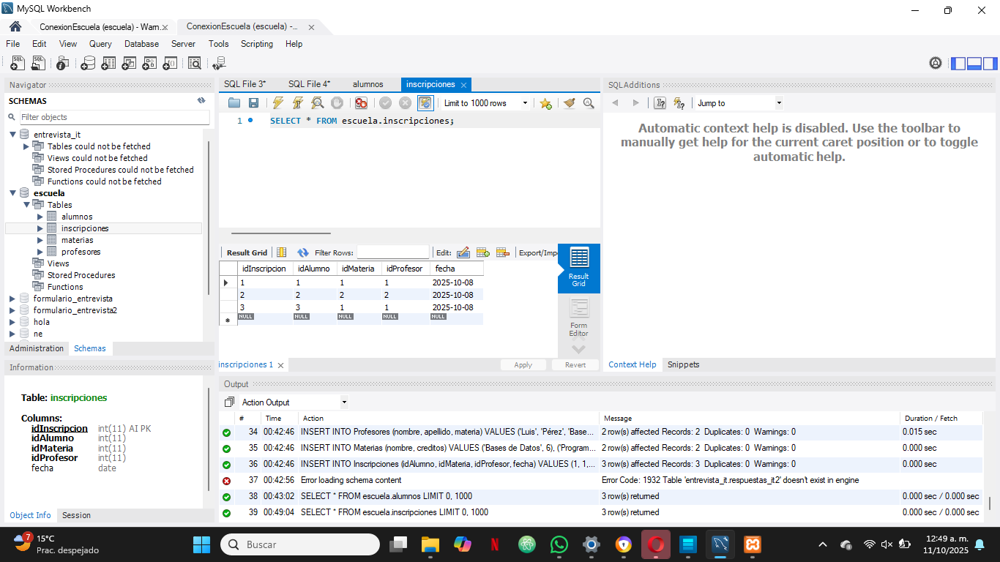 MySQL Workbench
ConexionEscuela (escuela) - Warn... ConexionEscuela (escuela) -...
File Edit View Query Database Server Tools Scripting Help
Navigator
SCHEMAS
Filter objects
entrevista_it
Tables could not be fetched
Views could not be fetched
Stored Procedures could not be fetched
Functions could not be fetched
escuela
Tables
alumnos
inscripciones
materias
profesores
Views
Stored Procedures
Functions
formulario_entrevista
formulario_entrevista2
hola
ne
Administration Schemas
Information
Table: inscripciones
Columns:
idInscripcion int(11) AI PK
idAlumno int(11)
idMateria int(11)
idProfesor int(11)
fecha date
Object Info Session
SQL File 3* SQL File 4* alumnos inscripciones
Limit to 1000 rows
1 SELECT * FROM escuela.inscripciones;
Result Grid Filter Rows: Edit: Export/Imp
idInscripcion idAlumno idMateria idProfesor fecha
1 1 1 1 2025-10-08
2 2 2 2 2025-10-08
3 3 1 1 2025-10-08
NULL NULL NULL NULL NULL
Result Grid
Form Editor
inscripciones 1 Apply Revert
SQLAdditions
Jump to
Automatic context help is disabled. Use the toolbar to
manually get help for the current caret position or to toggle
automatic help.
Context Help Snippets
Output
Action Output
# Time Action Message Duration / Fetch
34 00:42:46 INSERT INTO Profesores (nombre, apellido, materia) VALUES ('Luis', 'Pérez', 'Base... 2 row(s) affected Records: 2 Duplicates: 0 Warnings: 0 0.015 sec
35 00:42:46 INSERT INTO Materias (nombre, creditos) VALUES ('Bases de Datos', 6), ('Program... 2 row(s) affected Records: 2 Duplicates: 0 Warnings: 0 0.000 sec
36 00:42:46 INSERT INTO Inscripciones (idAlumno, idMateria, idProfesor, fecha) VALUES (1, 1,... 3 row(s) affected Records: 3 Duplicates: 0 Warnings: 0 0.000 sec
37 00:42:56 Error loading schema content Error Code: 1932 Table 'entrevista_it.respuestas_it2' doesn't exist in engine
38 00:43:02 SELECT * FROM escuela.alumnos LIMIT 0, 1000 3 row(s) returned 0.000 sec / 0.000 sec
39 00:49:04 SELECT * FROM escuela.inscripciones LIMIT 0, 1000 3 row(s) returned 0.000 sec / 0.000 sec
7 15°C
Prac. despejado
Buscar
12:49 a. m.
11/10/2025